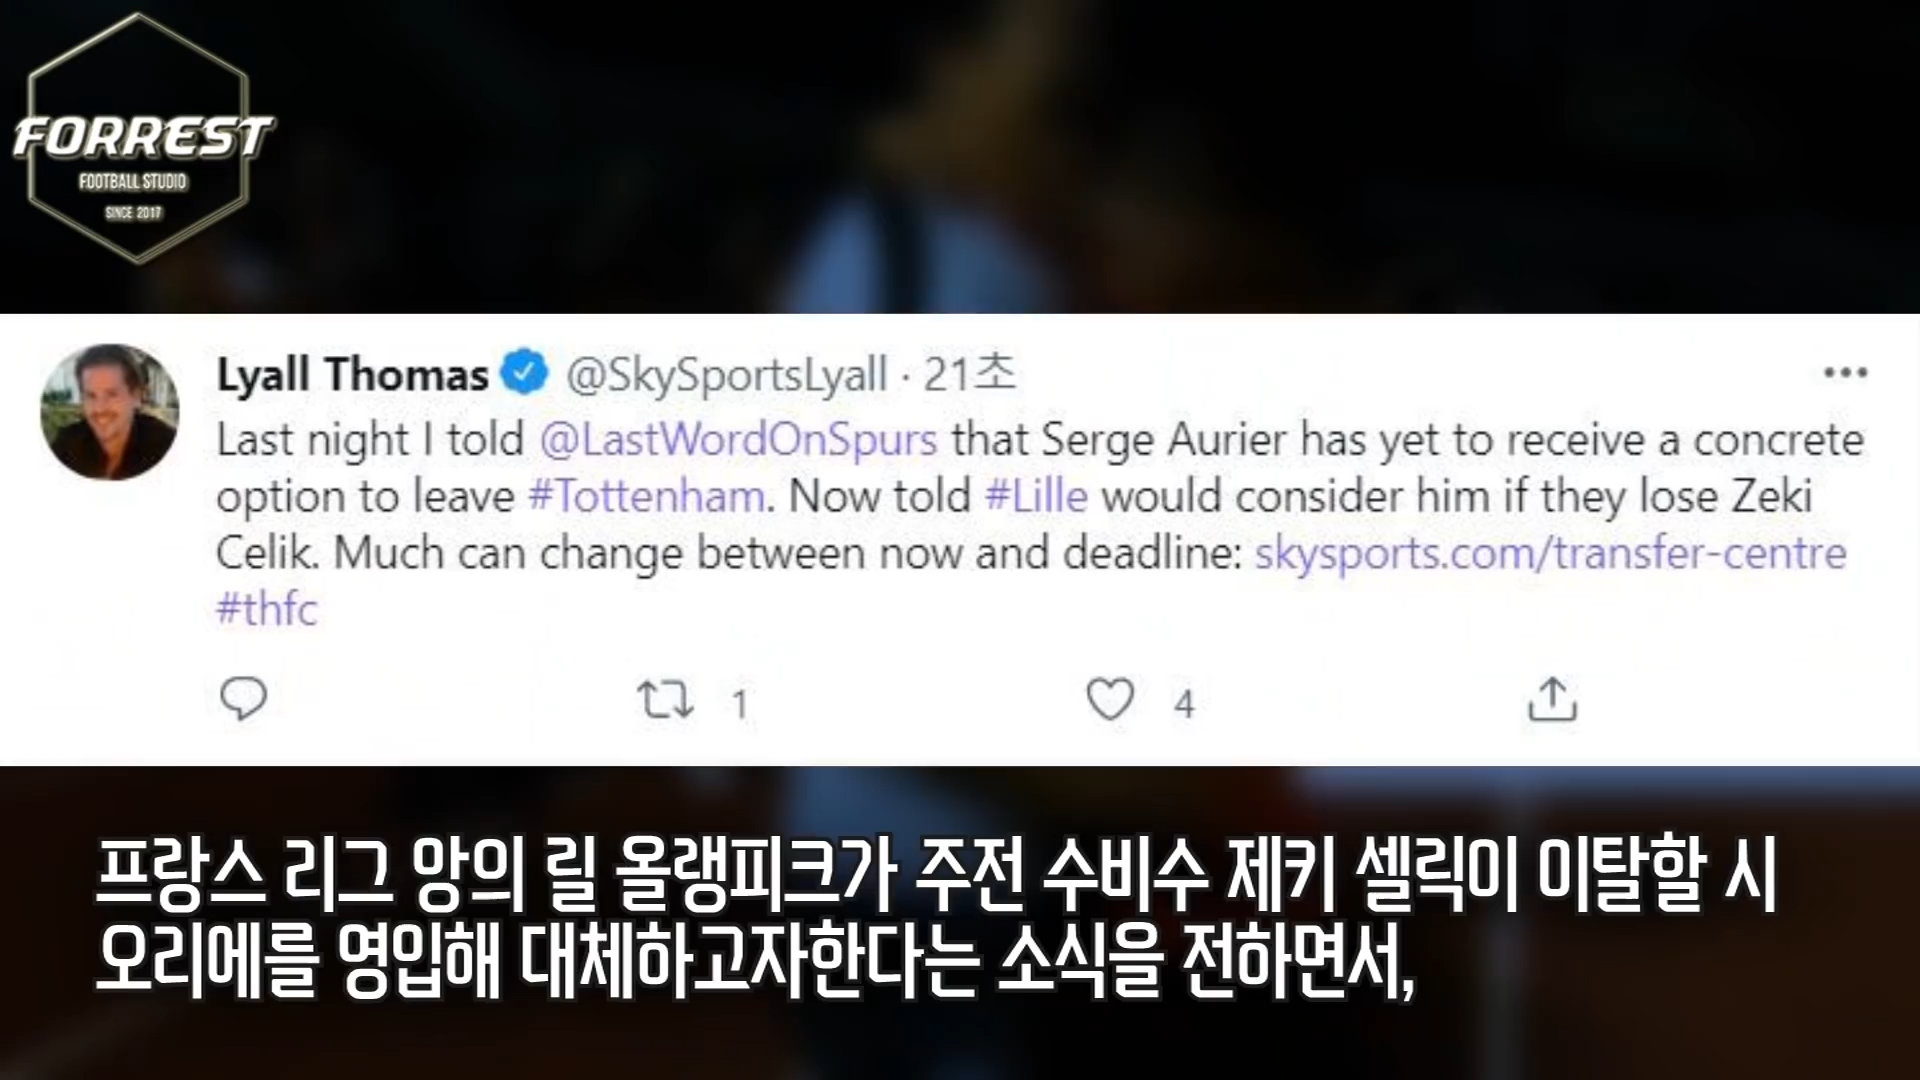 FORREST
FOOTBALL STUDIO
SINCE 2017
Lyall Thomas @SkySportsLyall · 21초
Last night I told @LastWordOnSpurs that Serge Aurier has yet to receive a concrete
option to leave #Tottenham. Now told #Lille would consider him if they lose Zeki
Celik. Much can change between now and deadline: skysports.com/transfer-centre
#thfc
1 4
프랑스 리그 앙의 릴 올랭피크가 주전 수비수 제키 셀릭이 이탈할 시
오리에를 영입해 대체하고자한다는 소식을 전하면서,